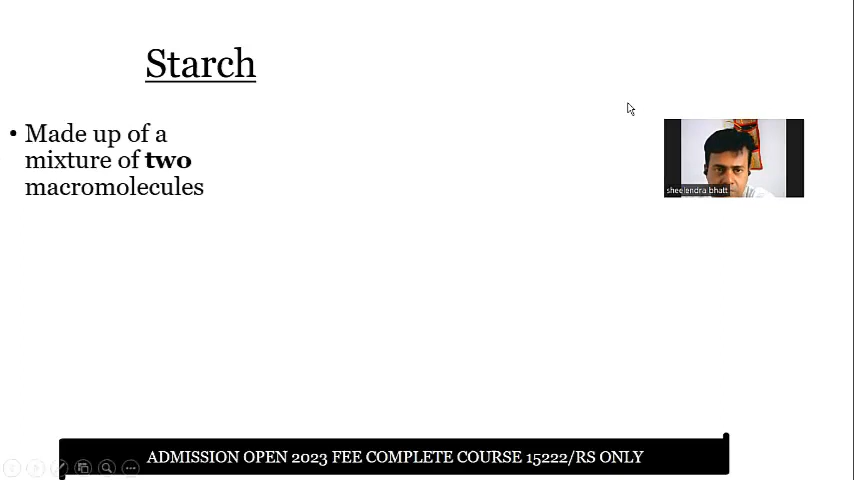 Starch
• Made up of a
mixture of two
macromolecules
sheelendra bhatt
ADMISSION OPEN 2023 FEE COMPLETE COURSE 15222/RS ONLY